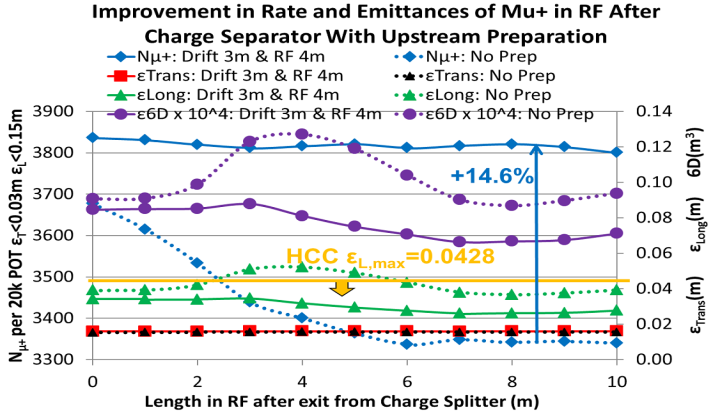 Improvement in Rate and Emittances of Mu+ in RF After
Charge Separator With Upstream Preparation
Nμ+: Drift 3m & RF 4m Nμ+: No Prep
εTrans: Drift 3m & RF 4m εTrans: No Prep
εLong: Drift 3m & RF 4m εLong: No Prep
ε6D x 10^4: Drift 3m & RF 4m ε6D x 10^4: No Prep
3900 0.14
3800 0.12
3700 0.10
3600 0.08
3500 0.06
3400 0.04
3300 0.02
0.00
+14.6%
HCC εL,max=0.0428
0 2 4 6 8 10
Length in RF after exit from Charge Splitter (m)
Nμ+ per 20k POT εT<0.03m εL<0.15m
εTrans(m) εLong(m) 6D(m³)